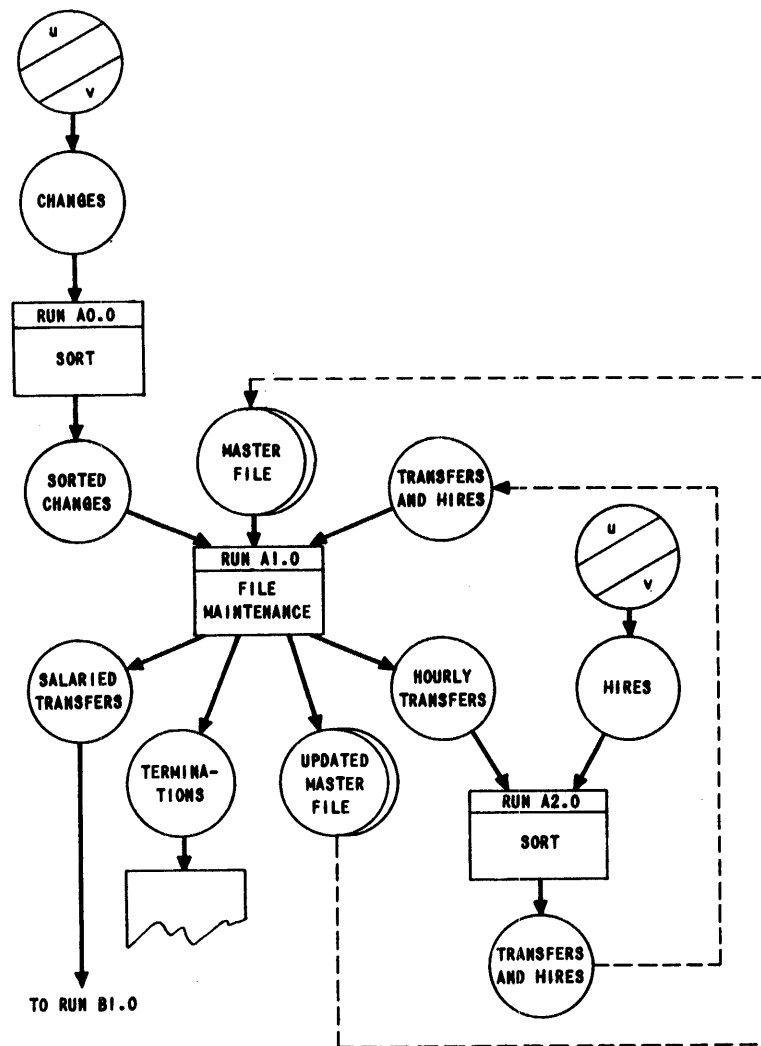 u
v
CHANGES
RUN A0.0
SORT
SORTED
CHANGES
MASTER
FILE
TRANSFERS
AND HIRES
u
v
RUN A1.0
FILE
MAINTENANCE
SALARIED
TRANSFERS
HOURLY
TRANSFERS
HIRES
TERMINA-
TIONS
UPDATED
MASTER
FILE
RUN A2.0
SORT
TRANSFERS
AND HIRES
TO RUN B1.0